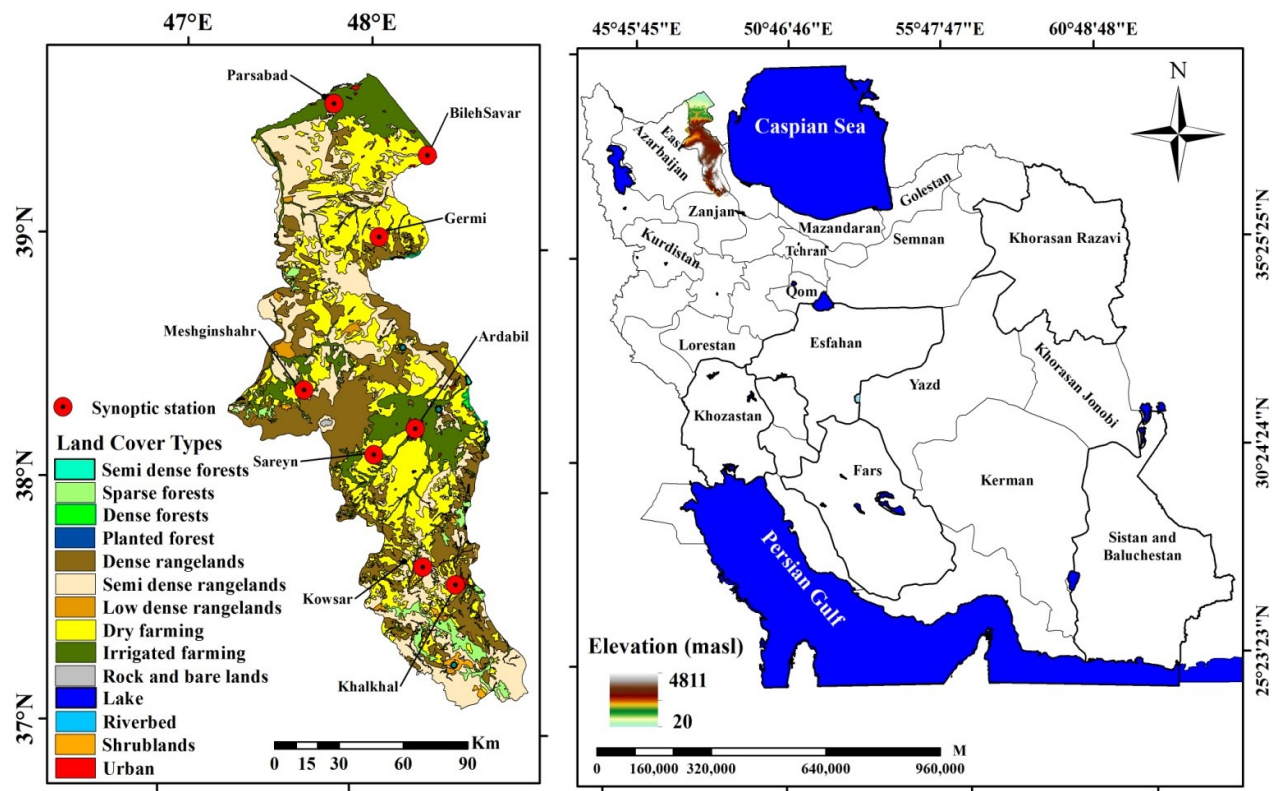 47°E
48°E
Parsabad
BilehSavar
39°N
Germi
Meshginshahr
Ardabil
Synoptic station
Land Cover Types
Semi dense forests
Sparse forests
Dense forests
Planted forest
Dense rangelands
Semi dense rangelands
Low dense rangelands
Dry farming
Irrigated farming
Rock and bare lands
Lake
Riverbed
Shrublands
Urban
38°N
Sareyn
Kowsar
Khalkhal
37°N
Km
0 15 30 60 90
45°45'45"E
50°46'46"E
55°47'47"E
60°48'48"E
N
Caspian Sea
East
Azarbaijan
Golestan
Zanjan
Mazandaran
Semnan
Khorasan Razavi
Kurdistan
Tehran
Qom
35°25'25"N
Lorestan
Esfahan
Yazd
Khorasan Jonobi
Khozastan
30°24'24"N
Fars
Kerman
Sistan and
Baluchestan
Persian Gulf
25°23'23"N
Elevation (masl)
4811
20
M
0 160,000 320,000 640,000 960,000